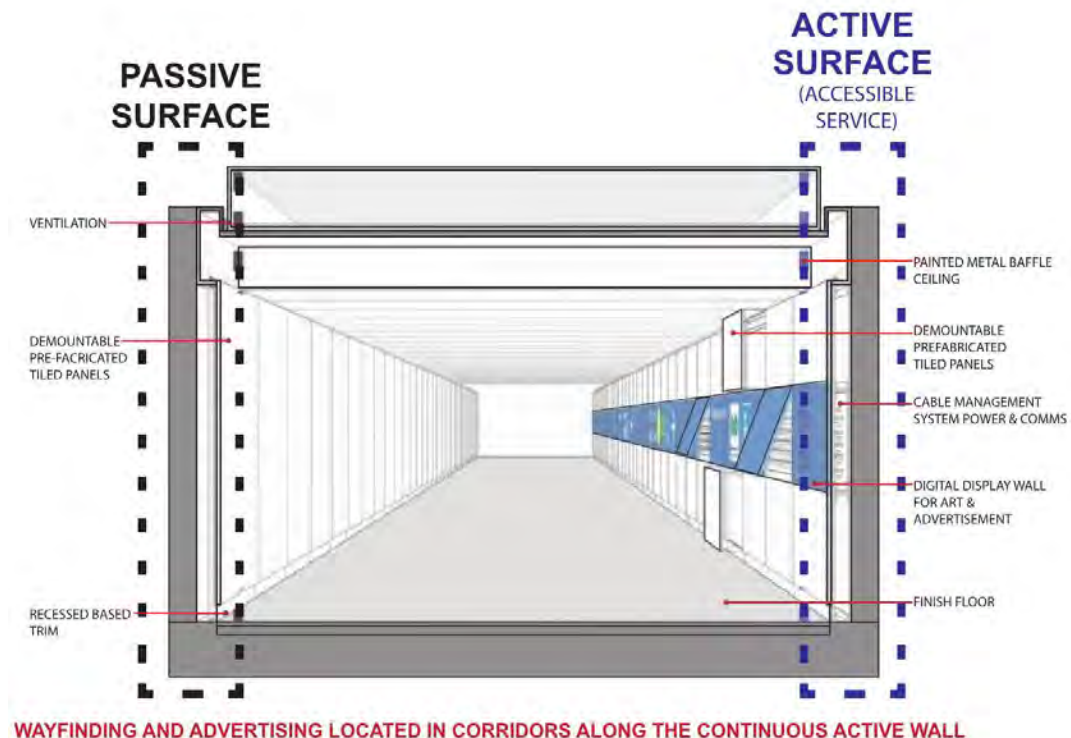 PASSIVE
SURFACE
ACTIVE
SURFACE
(ACCESSIBLE
SERVICE)
VENTILATION
DEMOUNTABLE
PRE-FACRICATED
TILED PANELS
RECESSED BASED
TRIM
PAINTED METAL BAFFLE
CEILING
DEMOUNTABLE
PREFABRICATED
TILED PANELS
CABLE MANAGEMENT
SYSTEM POWER & COMMS
DIGITAL DISPLAY WALL
FOR ART &
ADVERTISEMENT
FINISH FLOOR
WAYFINDING AND ADVERTISING LOCATED IN CORRIDORS ALONG THE CONTINUOUS ACTIVE WALL